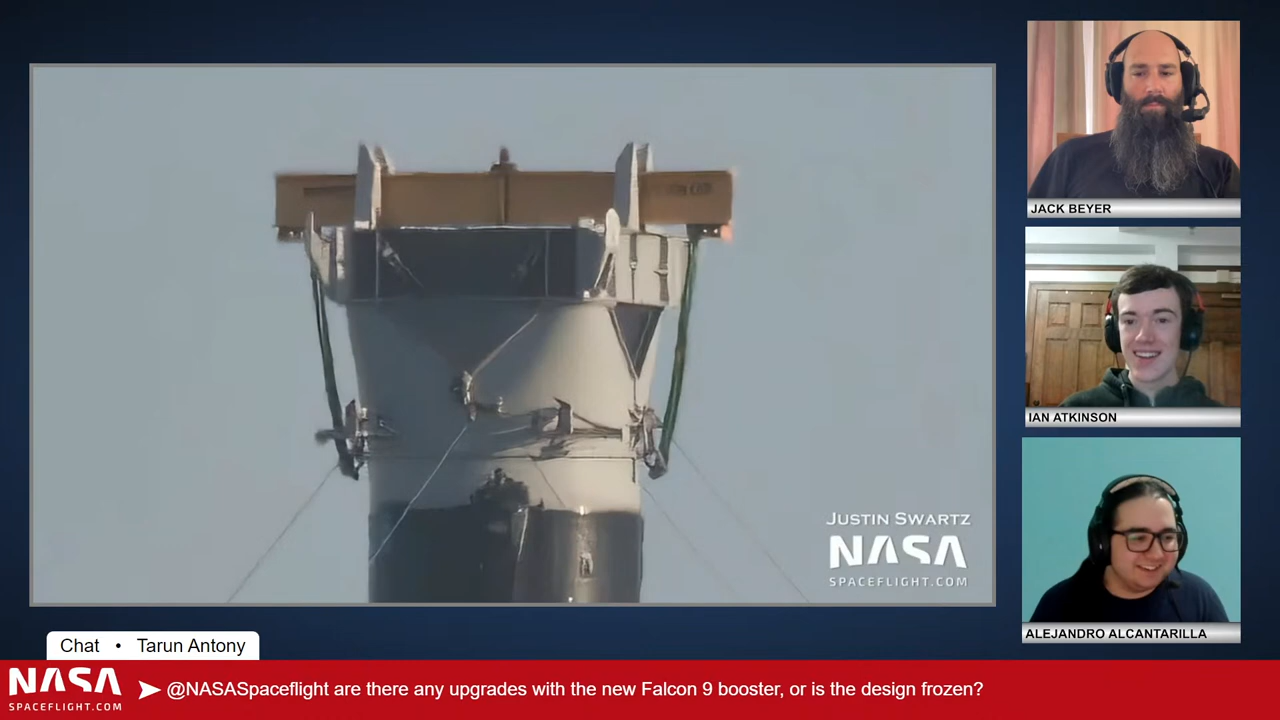 JACK BEYER
IAN ATKINSON
JUSTIN SWARTZ
NASA
SPACEFLIGHT.COM
ALEJANDRO ALCANTARILLA
Chat • Tarun Antony
NASA
SPACEFLIGHT.COM
@NASASpaceflight are there any upgrades with the new Falcon 9 booster, or is the design frozen?